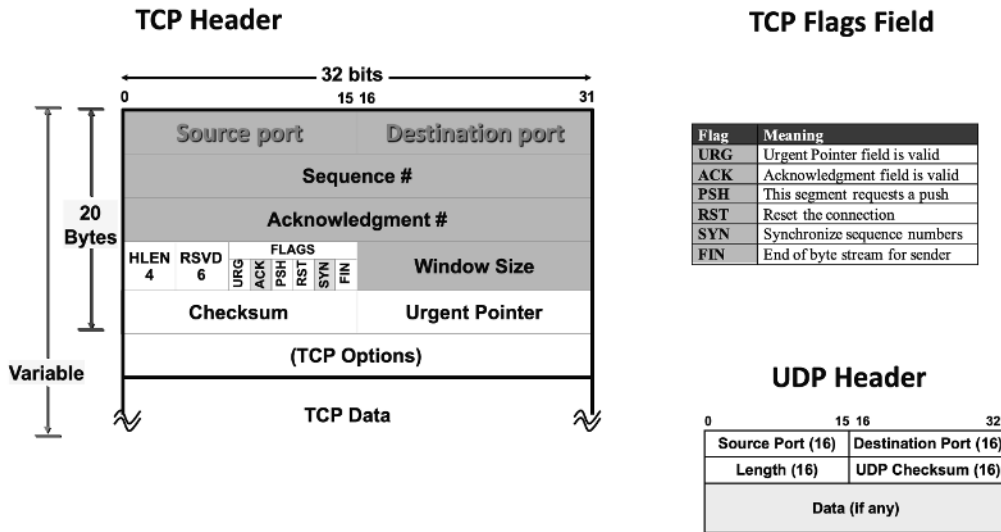 TCP Header
32 bits
0 15 16 31
Source port Destination port
Sequence #
Acknowledgment #
20
Bytes
HLEN
4
RSVD
6
FLAGS
URG
ACK
PSH
RST
SYN
FIN
Window Size
Checksum Urgent Pointer
(TCP Options)
Variable
TCP Data
TCP Flags Field
Flag Meaning
URG Urgent Pointer field is valid
ACK Acknowledgment field is valid
PSH This segment requests a push
RST Reset the connection
SYN Synchronize sequence numbers
FIN End of byte stream for sender
UDP Header
0 15 16 32
Source Port (16) Destination Port (16)
Length (16) UDP Checksum (16)
Data (if any)